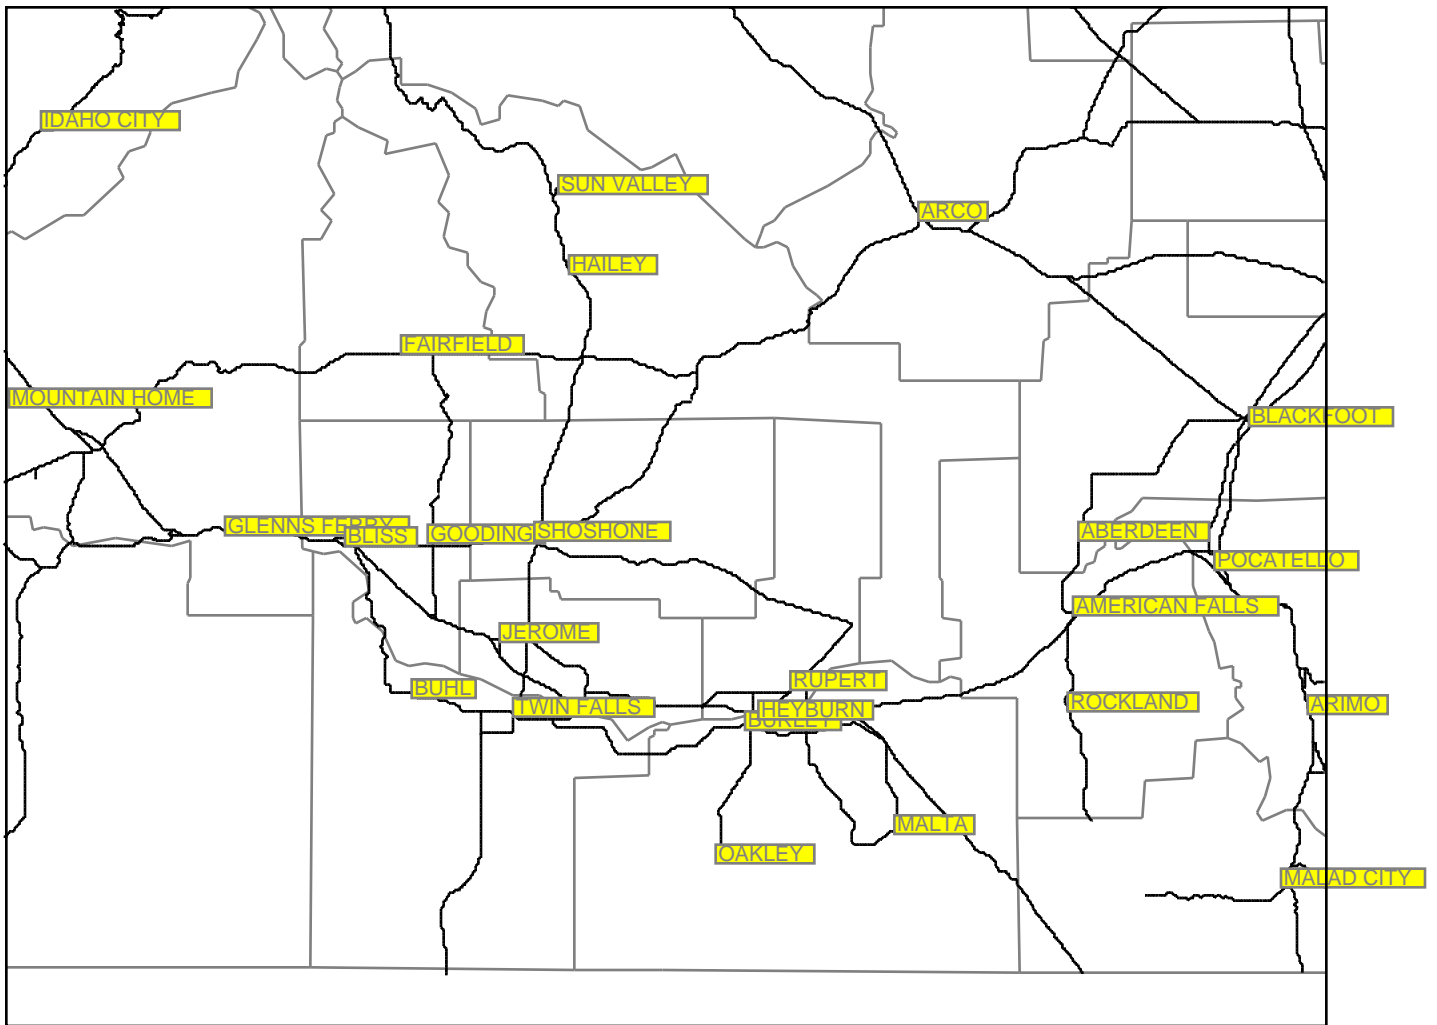 IDAHO CITY
SUN VALLEY
ARCO
HAILEY
FAIRFIELD
MOUNTAIN HOME
BLACKFOOT
GLENNS FERRY
BLISS
GOODING
SHOSHONE
ABERDEEN
POCATELLO
AMERICAN FALLS
JEROME
RUPERT
BUHL
ROCKLAND
ARIMO
TWIN FALLS
HEYBURN
BURLEY
MALTA
OAKLEY
MALAD CITY